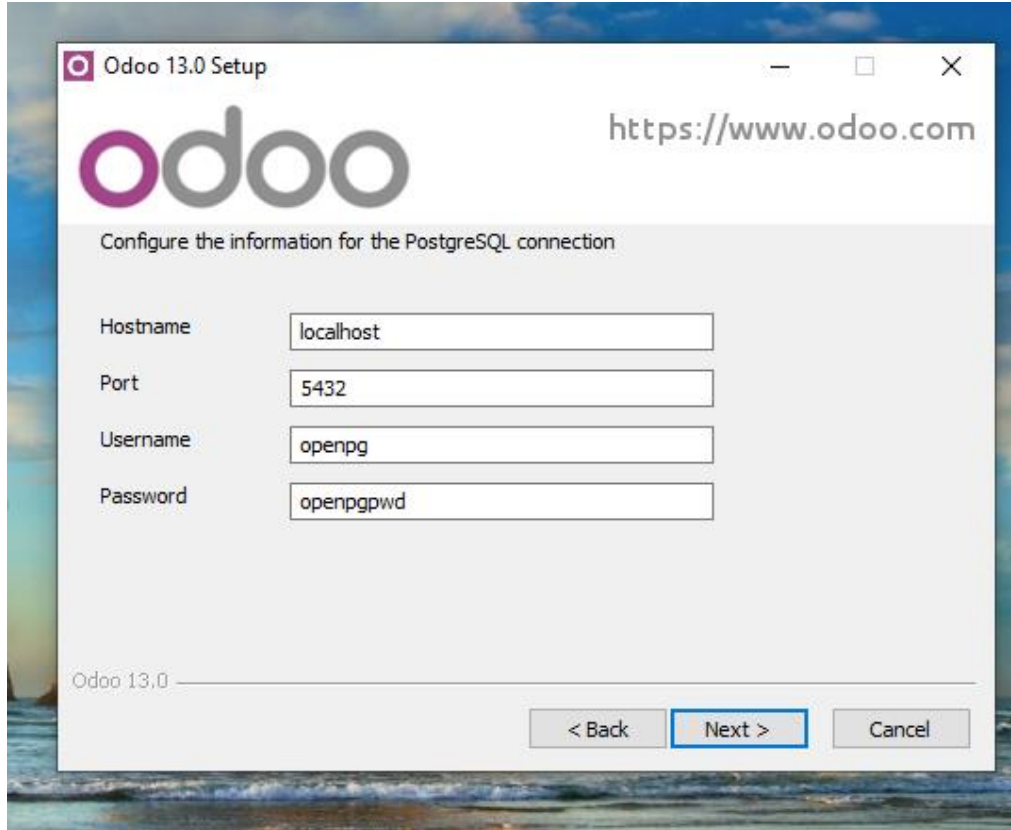 Odoo 13.0 Setup
odoo
https://www.odoo.com
Configure the information for the PostgreSQL connection
Hostname
localhost
Port
5432
Username
openpg
Password
openpgpwd
Odoo 13.0
< Back
Next >
Cancel